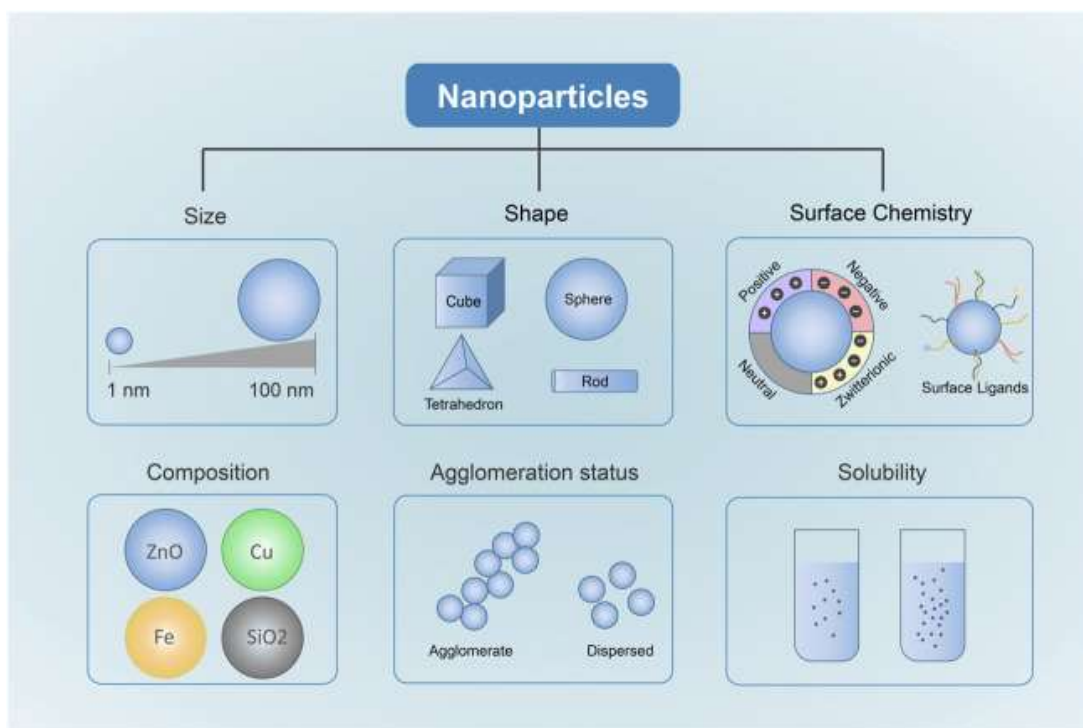 Nanoparticles
Size
Shape
Surface Chemistry
1 nm
100 nm
Cube
Sphere
Tetrahedron
Rod
Positive
Negative
Neutral
Zwitterionic
Surface Ligands
Composition
Agglomeration status
Solubility
ZnO
Cu
Fe
SiO2
Agglomerate
Dispersed